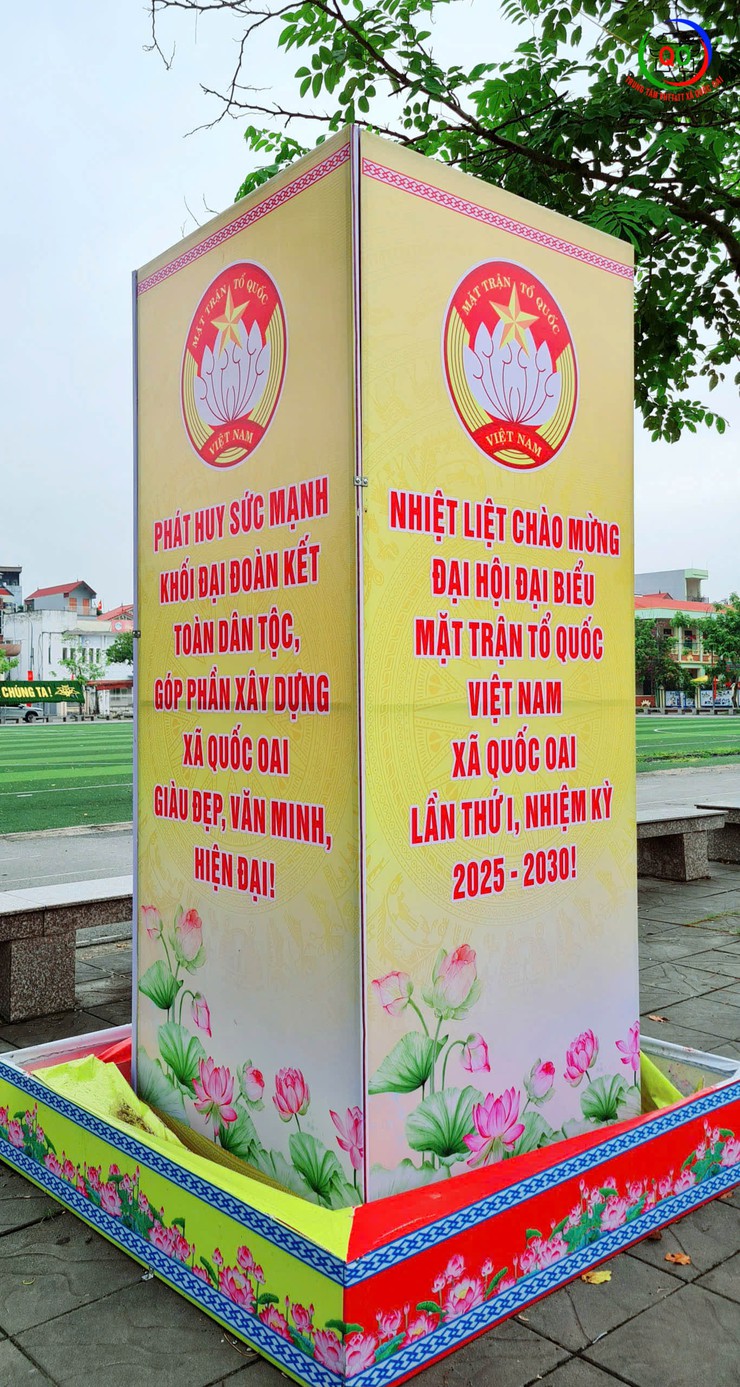 MẶT TRẬN TỔ QUỐC
VIỆT NAM
PHÁT HUY SỨC MẠNH
KHỐI ĐẠI ĐOÀN KẾT
TOÀN DÂN TỘC,
GÓP PHẦN XÂY DỰNG
XÃ QUỐC OAI
GIÀU ĐẸP, VĂN MINH,
HIỆN ĐẠI!
MẶT TRẬN TỔ QUỐC
VIỆT NAM
NHIỆT LIỆT CHÀO MỪNG
ĐẠI HỘI ĐẠI BIỂU
MẶT TRẬN TỔ QUỐC
VIỆT NAM
XÃ QUỐC OAI
LẦN THỨ I, NHIỆM KỲ
2025 - 2030!
CHÚNG TA!